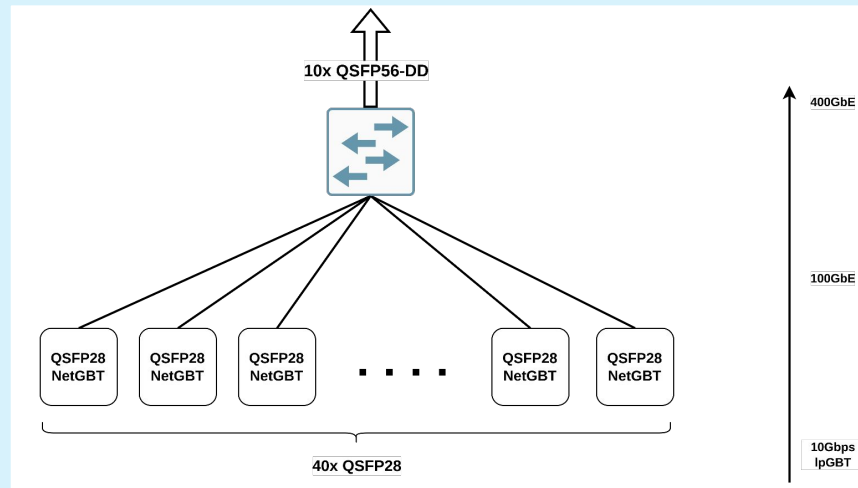 10x QSFP56-DD
400GbE
100GbE
QSFP28
NetGBT
QSFP28
NetGBT
QSFP28
NetGBT
QSFP28
NetGBT
QSFP28
NetGBT
10Gbps
lpGBT
40x QSFP28